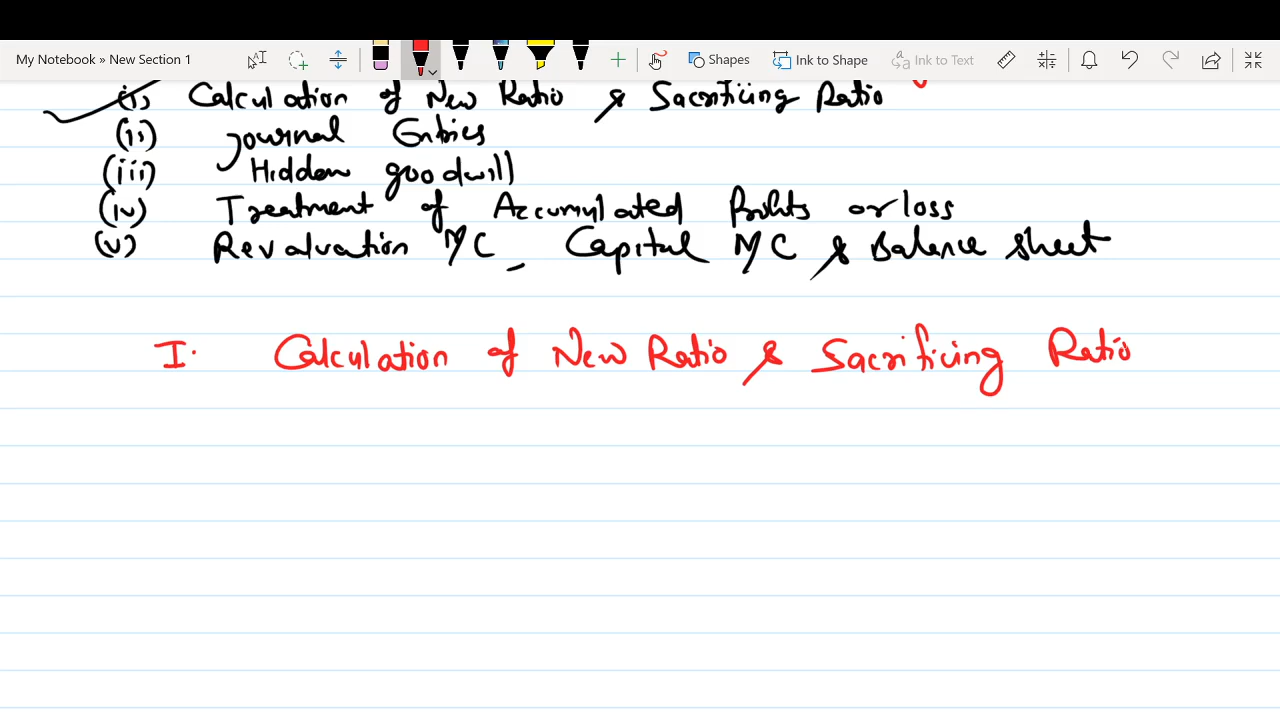 My Notebook » New Section 1
Shapes
Ink to Shape
Ink to Text
(i) Calculation of New Ratio & Sacrificing Ratio
(ii) Journal Entries
(iii) Hidden goodwill
(iv) Treatment of Accumulated Profits or loss
(v) Revaluation A/C, Capital A/C & Balance sheet
I. Calculation of New Ratio & Sacrificing Ratio